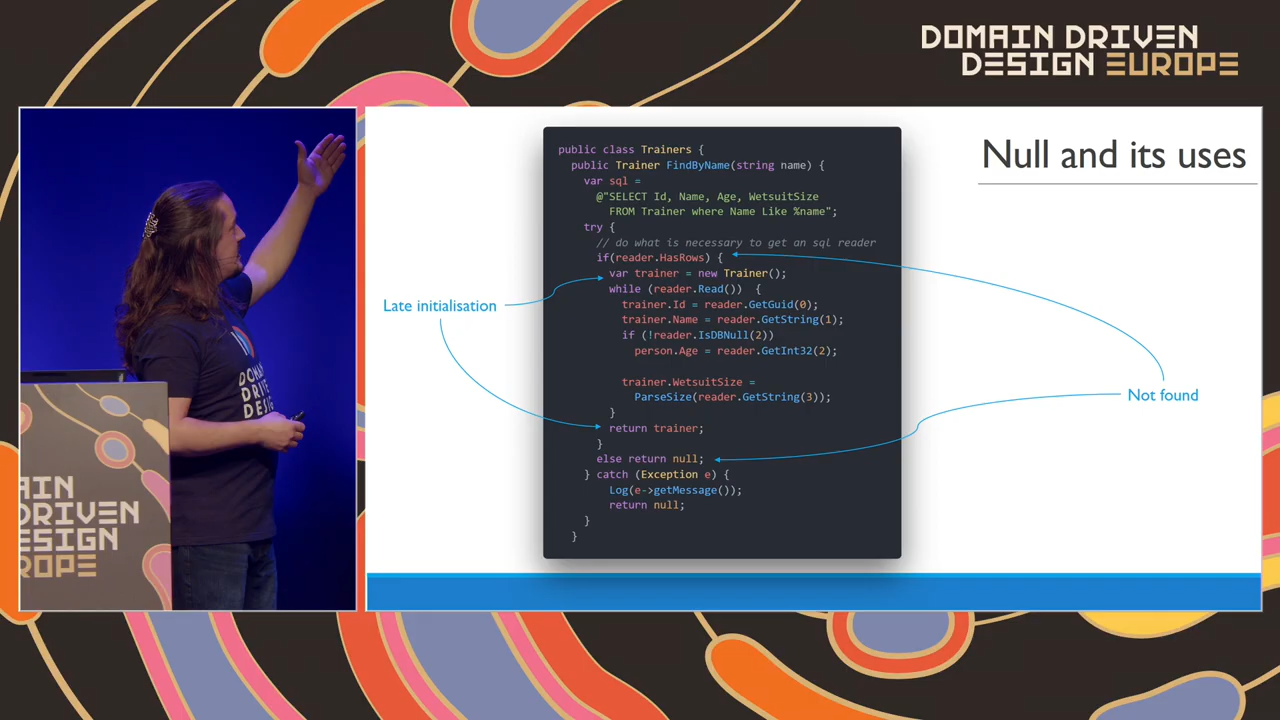 DOMAIN DRIVEN
DESIGN EUROPE
Null and its uses
public class Trainers {
public Trainer FindByName(string name) {
var sql =
@"SELECT Id, Name, Age, WetsuitSize
FROM Trainer where Name Like %name";
try {
// do what is necessary to get an sql reader
if(reader.HasRows) {
var trainer = new Trainer();
while (reader.Read())  {
trainer.Id = reader.GetGuid(0);
trainer.Name = reader.GetString(1);
if (!reader.IsDBNull(2))
person.Age = reader.GetInt32(2);
trainer.WetsuitSize =
ParseSize(reader.GetString(3));
}
return trainer;
}
else return null;
} catch (Exception e) {
Log(e->getMessage());
return null;
}
}
Late initialisation
Not found
DOMA
DRIVE
DESIG
AIN
DRIVEN
ESIGN
EUROPE